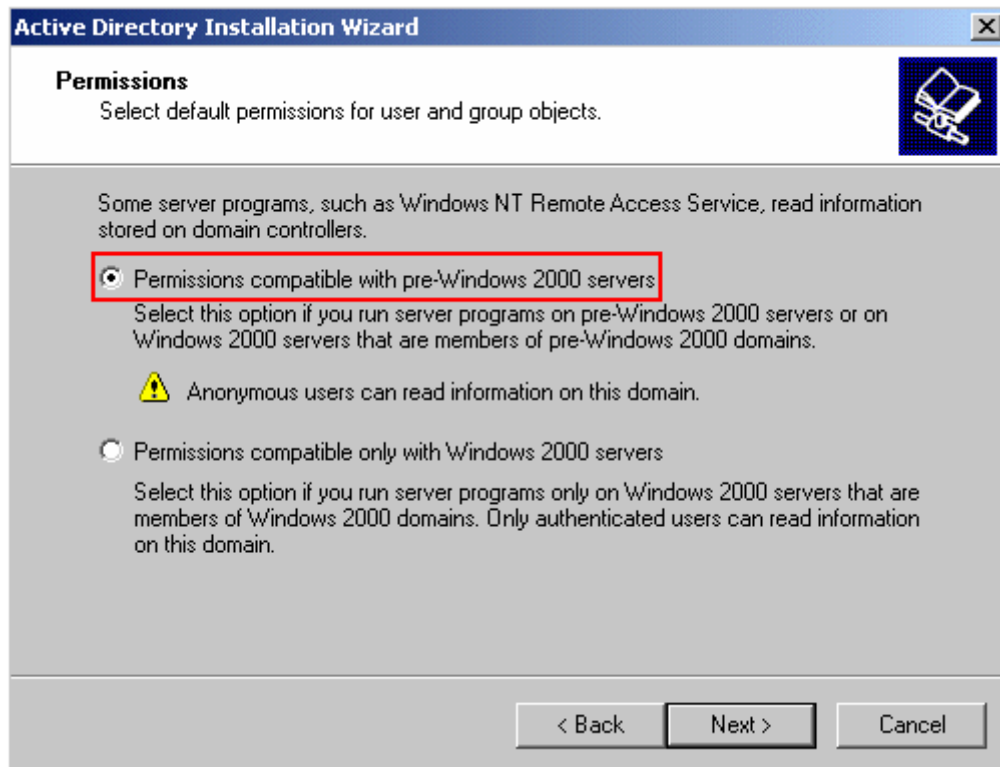 Active Directory Installation Wizard
Permissions
Select default permissions for user and group objects.
Some server programs, such as Windows NT Remote Access Service, read information
stored on domain controllers.
Permissions compatible with pre-Windows 2000 servers
Select this option if you run server programs on pre-Windows 2000 servers or on
Windows 2000 servers that are members of pre-Windows 2000 domains.
Anonymous users can read information on this domain.
Permissions compatible only with Windows 2000 servers
Select this option if you run server programs only on Windows 2000 servers that are
members of Windows 2000 domains. Only authenticated users can read information
on this domain.
< Back Next > Cancel